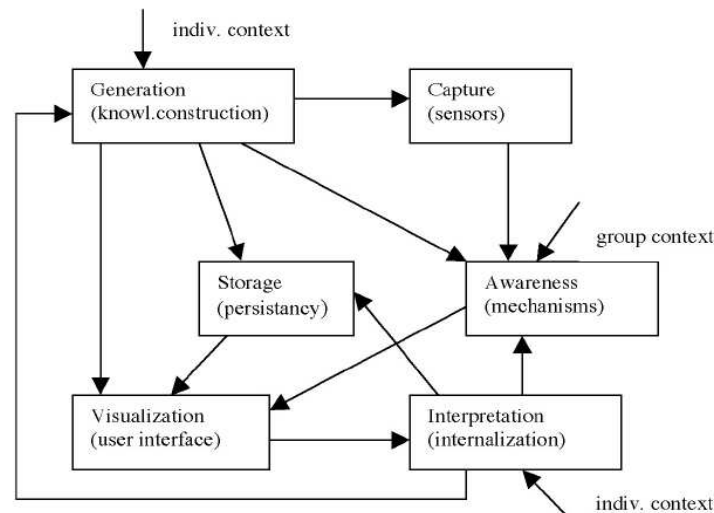 indiv. context
Generation
(knowl.construction)
Capture
(sensors)
group context
Storage
(persistancy)
Awareness
(mechanisms)
Visualization
(user interface)
Interpretation
(internalization)
indiv. context